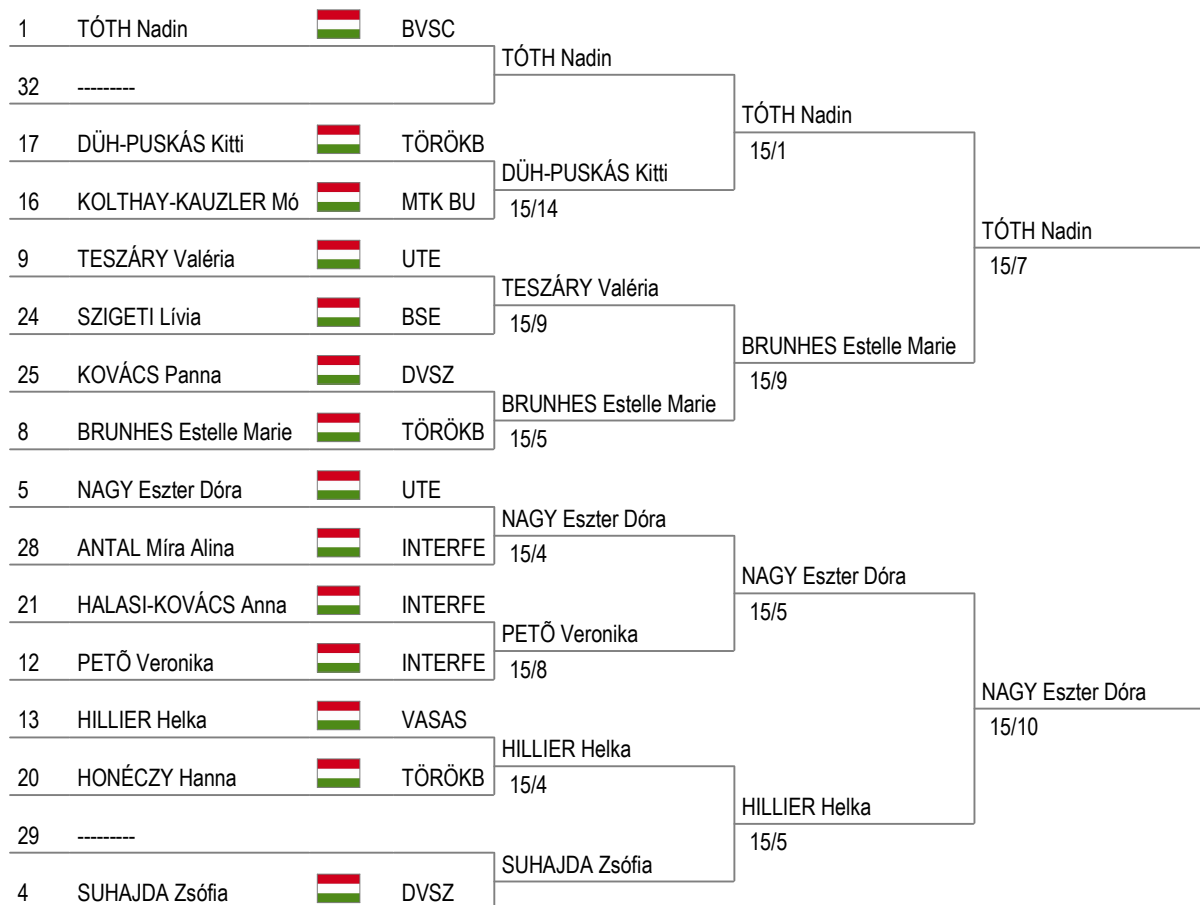 1 TÓTH Nadin BVSC
32 ---------
17 DÜH-PUSKÁS Kitti TÖRÖKB
16 KOLTHAY-KAUZLER Mó MTK BU
9 TESZÁRY Valéria UTE
24 SZIGETI Lívia BSE
25 KOVÁCS Panna DVSZ
8 BRUNHES Estelle Marie TÖRÖKB
5 NAGY Eszter Dóra UTE
28 ANTAL Míra Alina INTERFE
21 HALASI-KOVÁCS Anna INTERFE
12 PETÕ Veronika INTERFE
13 HILLIER Helka VASAS
20 HONÉCZY Hanna TÖRÖKB
29 ---------
4 SUHAJDA Zsófia DVSZ
TÓTH Nadin
DÜH-PUSKÁS Kitti
15/14
TESZÁRY Valéria
15/9
BRUNHES Estelle Marie
15/5
NAGY Eszter Dóra
15/4
PETÕ Veronika
15/8
HILLIER Helka
15/4
SUHAJDA Zsófia
TÓTH Nadin
15/1
BRUNHES Estelle Marie
15/9
NAGY Eszter Dóra
15/5
HILLIER Helka
15/5
TÓTH Nadin
15/7
NAGY Eszter Dóra
15/10